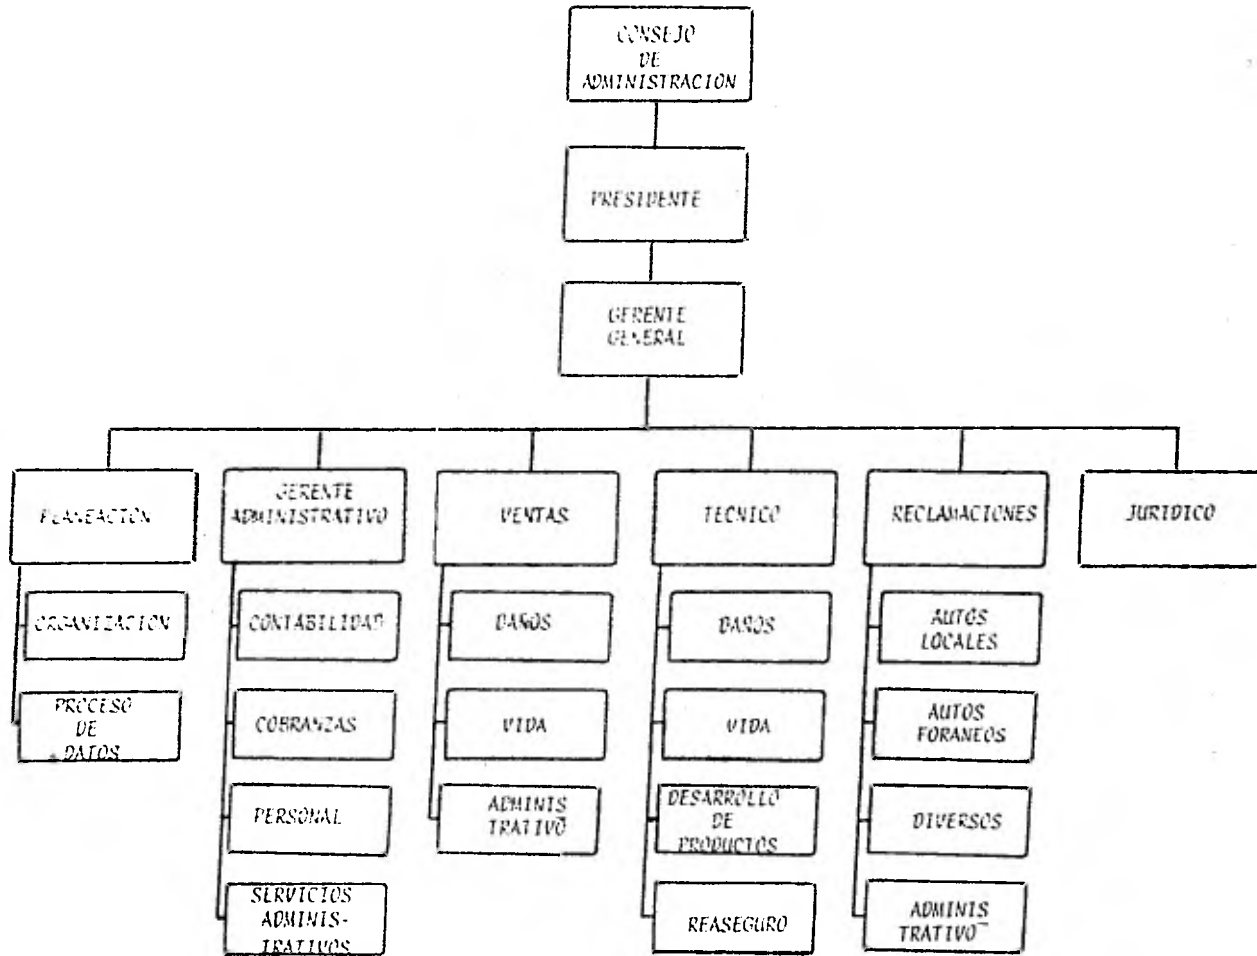 CONSEJO
DE
ADMINISTRACION
PRESIDENTE
GERENTE
GENERAL
PLANEACION
GERENTE
ADMINISTRATIVO
VENTAS
TECNICO
RECLAMACIONES
JURIDICO
ORGANIZACION
CONTABILIDAD
DAÑOS
DAÑOS
AUTOS
LOCALES
PROCESO
DE
DATOS
COBRANZAS
VIDA
VIDA
AUTOS
FORANEOS
PERSONAL
ADMINIS
TRATIVO
DESARROLLO
DE
PRODUCTOS
DIVERSOS
SERVICIOS
ADMINIS-
TRATIVOS
REASEGURO
ADMINIS
TRATIVO